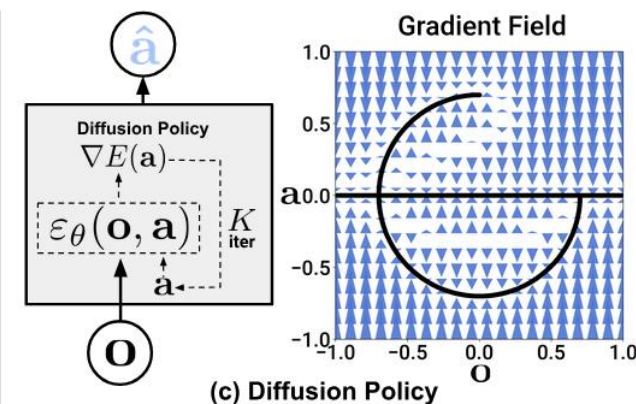 â
Diffusion Policy
∇E(a)
εθ(o, a)
K
iter
a
o
Gradient Field
1.0
0.5
a 0.0
−0.5
−1.0
−1.0 −0.5 0.0 0.5 1.0
o
(c) Diffusion Policy